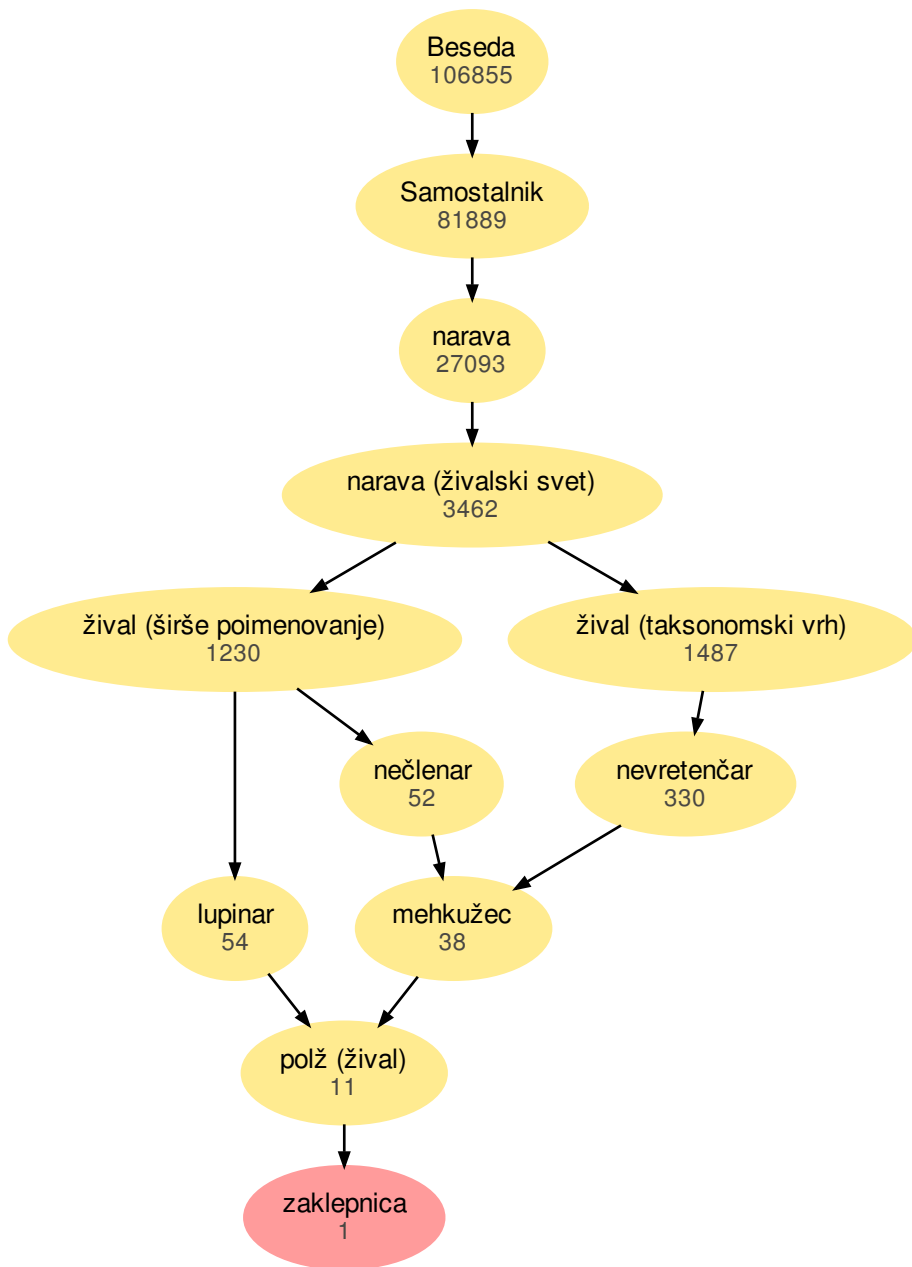 Beseda
106855
Samostalnik
81889
narava
27093
narava (živalski svet)
3462
žival (širše poimenovanje)
1230
žival (taksonomski vrh)
1487
nečlenar
52
nevretenčar
330
lupinar
54
mehkužec
38
polž (žival)
11
zaklepnica
1